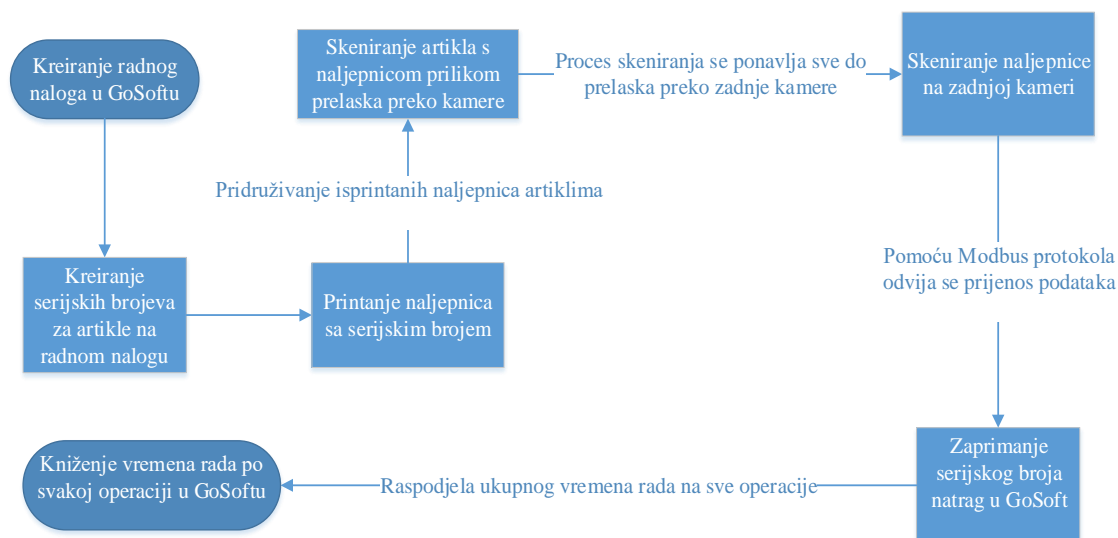 Kreiranje radnog
naloga u GoSoftu
Kreiranje
serijskih brojeva
za artikle na
radnom nalogu
Printanje naljepnica
sa serijskim brojem
Pridruživanje isprintanih naljepnica artiklima
Skeniranje artikla s
naljepnicom prilikom
prelaska preko kamere
Proces skeniranja se ponavlja sve do
prelaska preko zadnje kamere
Skeniranje naljepnice
na zadnjoj kameri
Pomoću Modbus protokola
odvija se prijenos podataka
Zaprimanje
serijskog broja
natrag u GoSoft
Raspodjela ukupnog vremena rada na sve operacije
Kniženje vremena rada po
svakoj operaciji u GoSoftu